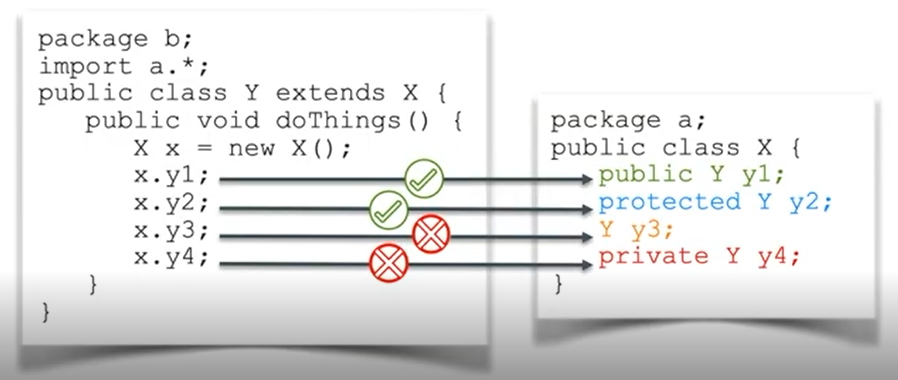 package b;
import a.*;
public class Y extends X {
public void doThings() {
X x = new X();
x.y1;
x.y2;
x.y3;
x.y4;
}
}
package a;
public class X {
public Y y1;
protected Y y2;
Y y3;
private Y y4;
}